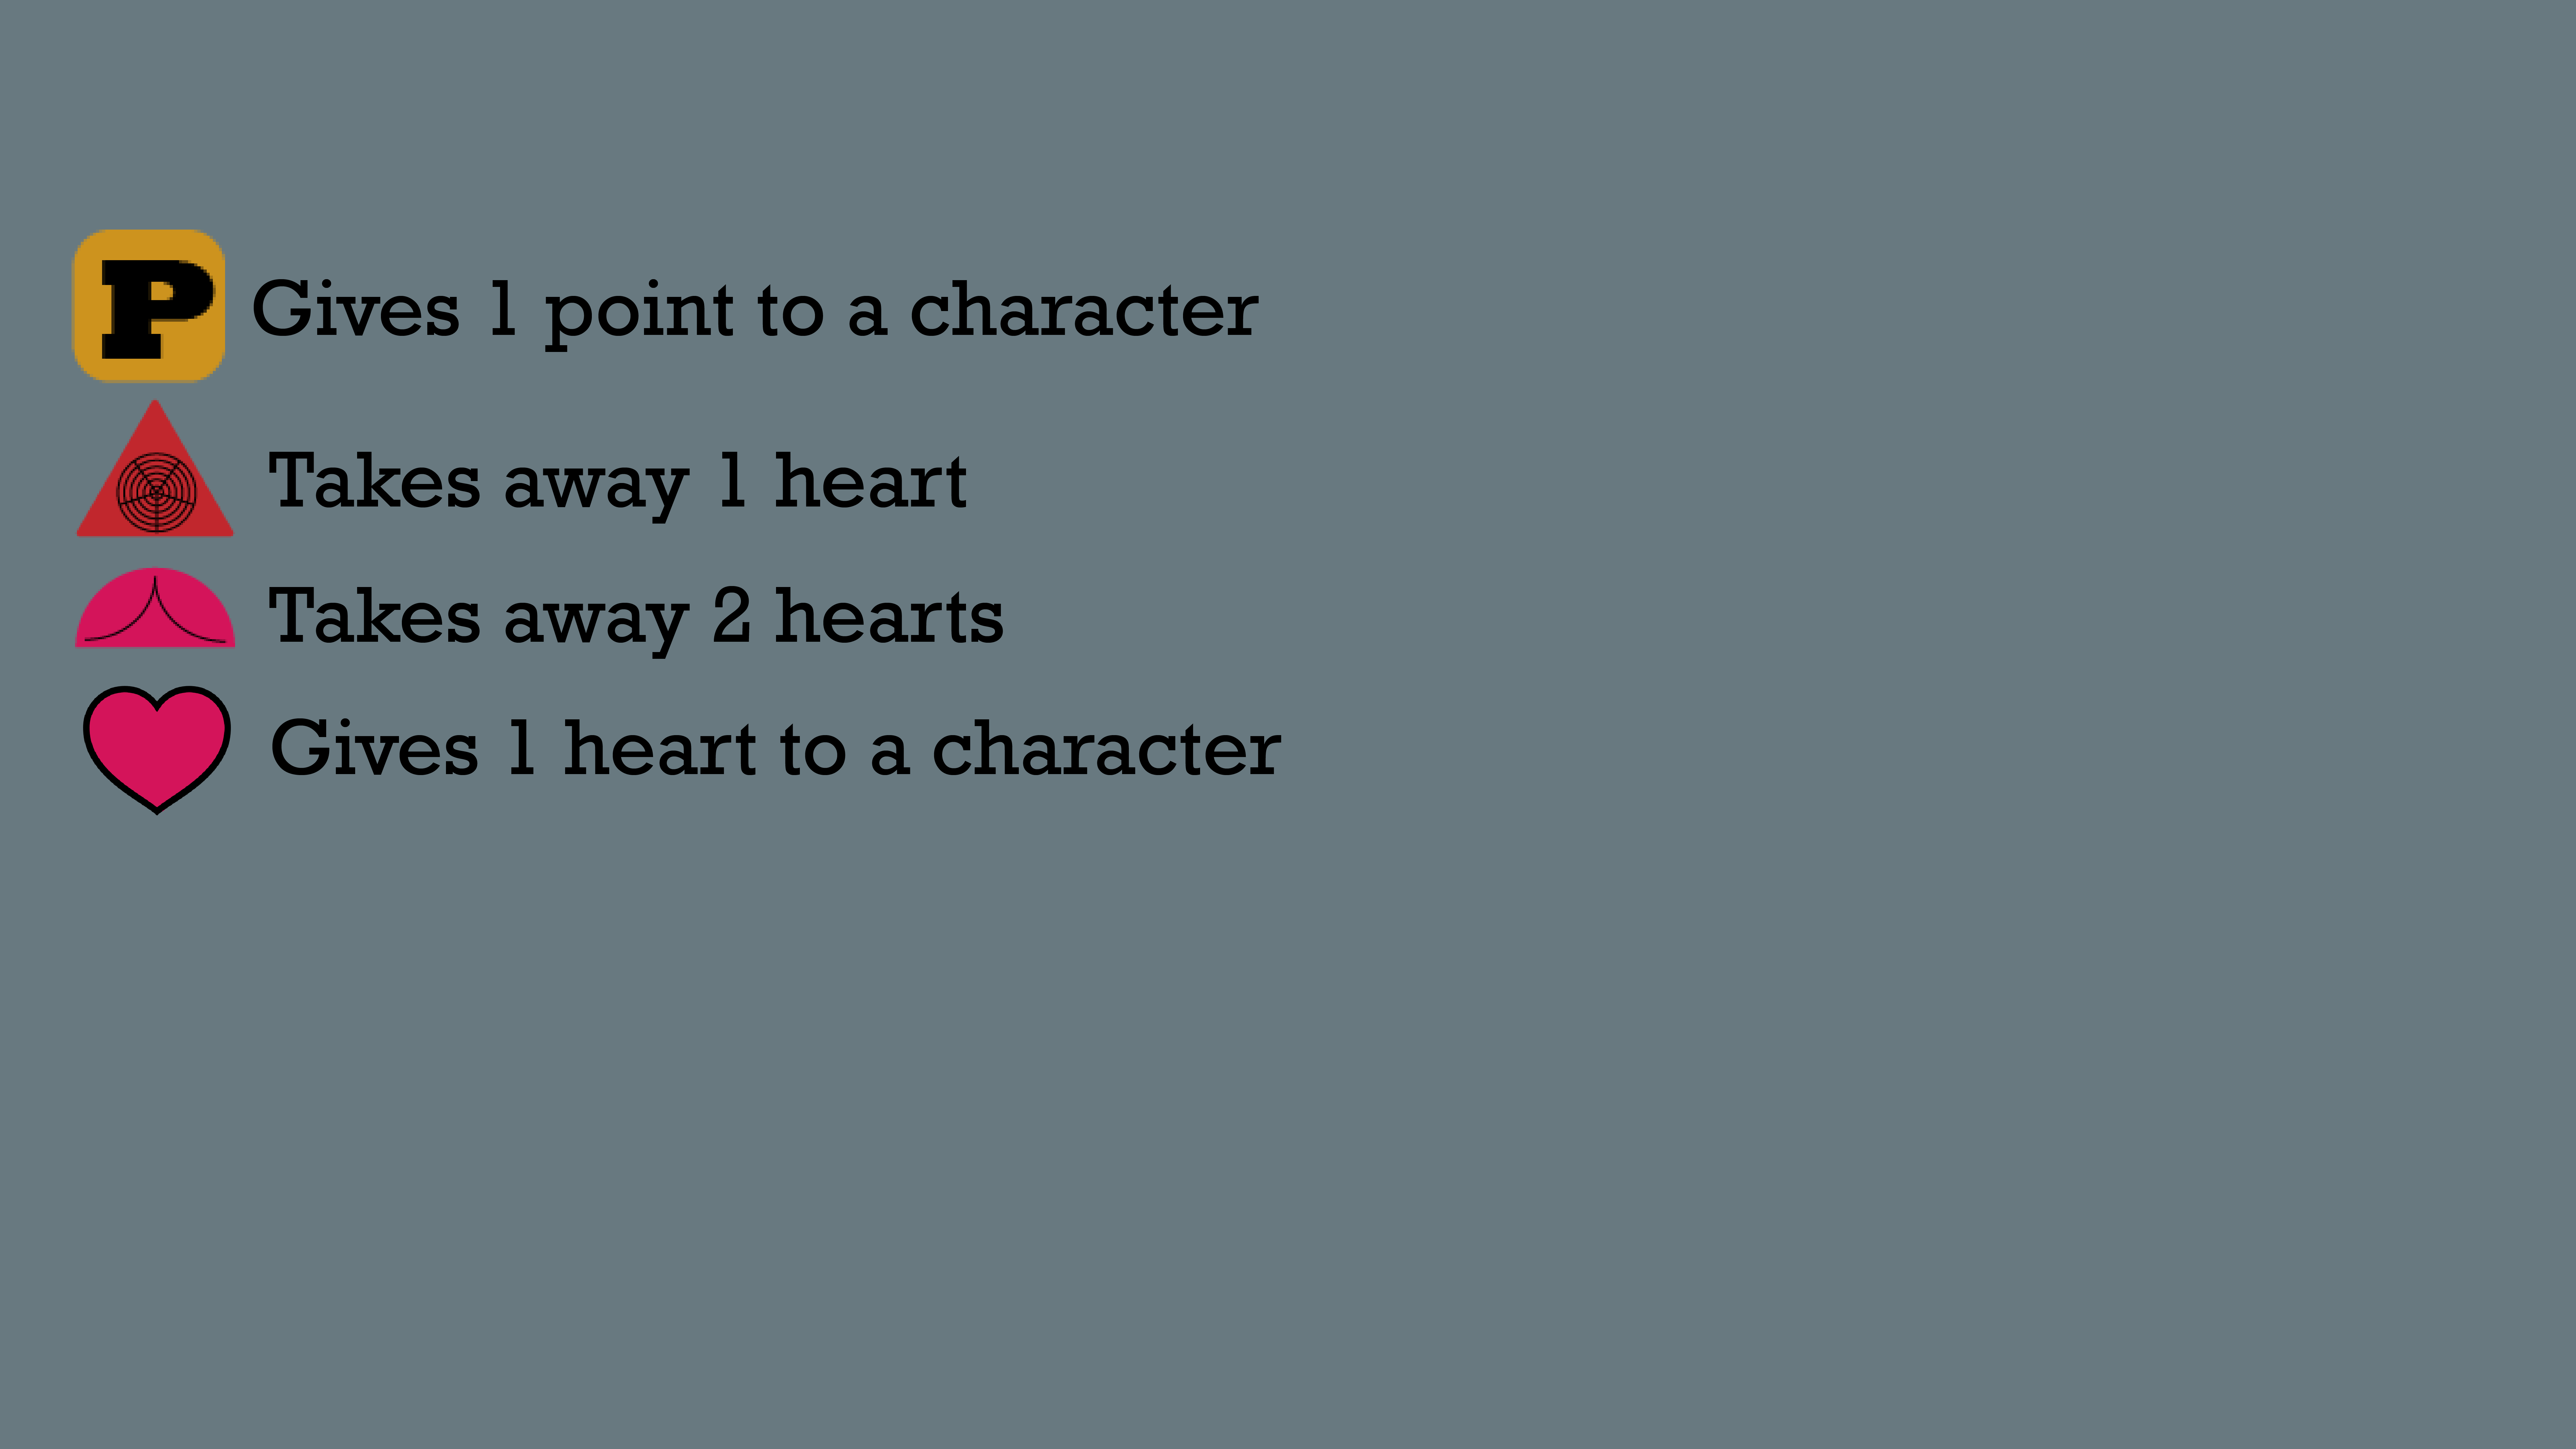 P Gives 1 point to a character
Takes away 1 heart
Takes away 2 hearts
Gives 1 heart to a character